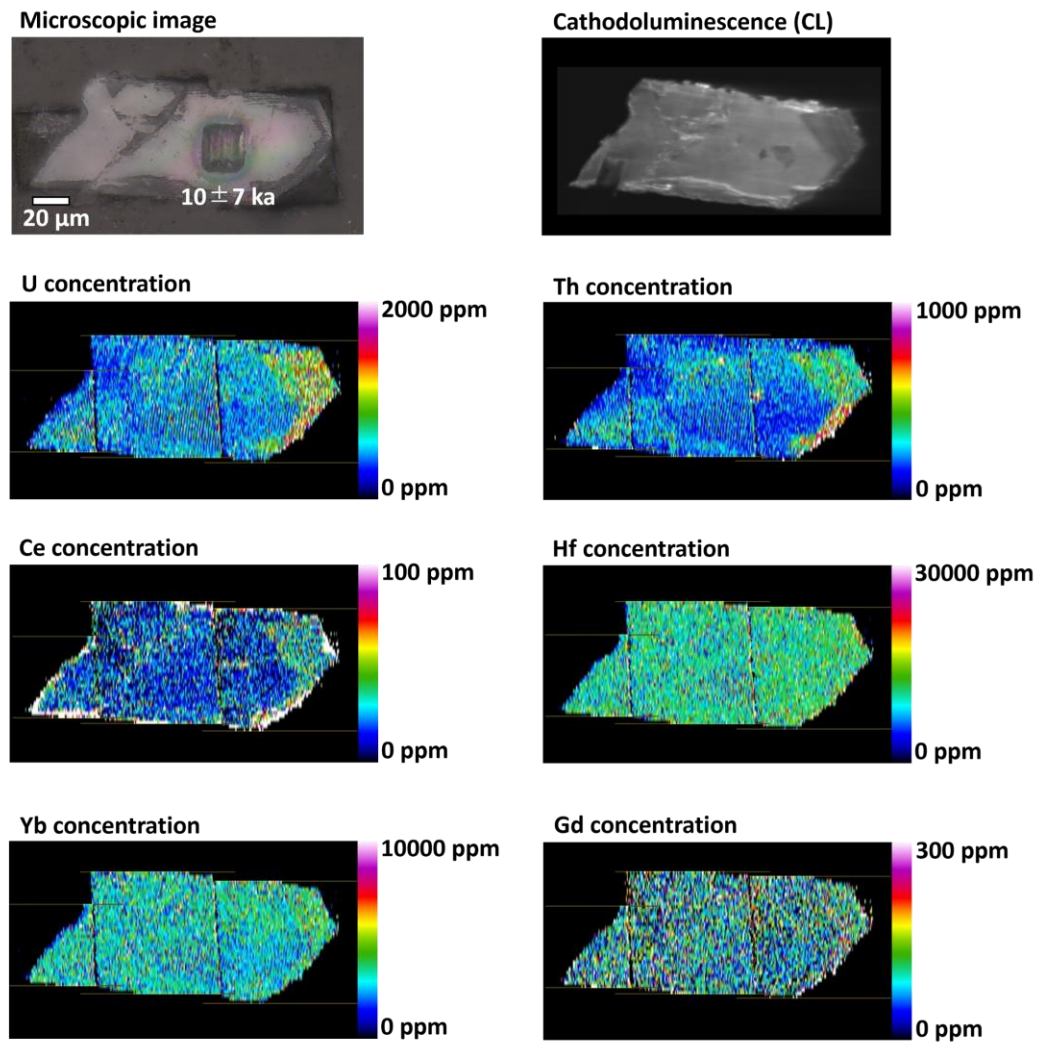 Microscopic image
Cathodoluminescence (CL)
10 ± 7 ka
20 μm
U concentration
Th concentration
2000 ppm
1000 ppm
0 ppm
0 ppm
Ce concentration
Hf concentration
100 ppm
30000 ppm
0 ppm
0 ppm
Yb concentration
Gd concentration
10000 ppm
300 ppm
0 ppm
0 ppm